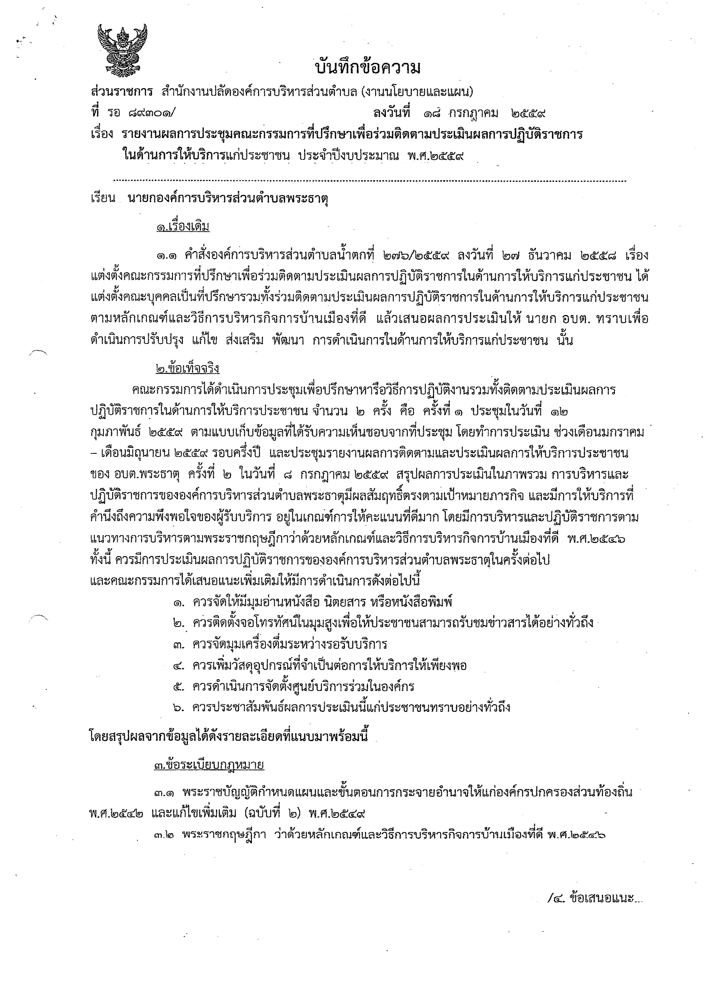 บันทึกข้อความ
ส่วนราชการ สำนักงานปลัดองค์การบริหารส่วนตำบล (งานนโยบายและแผน)
ที่ รอ ๘๙๓๐๑/ ลงวันที่ ๑๘ กรกฎาคม ๒๕๕๙
เรื่อง รายงานผลการประชุมคณะกรรมการที่ปรึกษาเพื่อร่วมติดตามประเมินผลการปฏิบัติราชการ
ในด้านการให้บริการแก่ประชาชน ประจำปีงบประมาณ พ.ศ.๒๕๕๙
เรียน นายกองค์การบริหารส่วนตำบลพระธาตุ
๑.เรื่องเดิม
๑.๑ คำสั่งองค์การบริหารส่วนตำบลน้ำตกที่ ๒๗๖/๒๕๕๙ ลงวันที่ ๒๗ ธันวาคม ๒๕๕๘ เรื่อง
แต่งตั้งคณะกรรมการที่ปรึกษาเพื่อร่วมติดตามประเมินผลการปฏิบัติราชการในด้านการให้บริการแก่ประชาชน ได้
แต่งตั้งคณะบุคคลเป็นที่ปรึกษารวมทั้งร่วมติดตามประเมินผลการปฏิบัติราชการในด้านการให้บริการแก่ประชาชน
ตามหลักเกณฑ์และวิธีการบริหารกิจการบ้านเมืองที่ดี แล้วเสนอผลการประเมินให้ นายก อบต. ทราบเพื่อ
ดำเนินการปรับปรุง แก้ไข ส่งเสริม พัฒนา การดำเนินการในด้านการให้บริการแก่ประชาชน นั้น
๒.ข้อเท็จจริง
คณะกรรมการได้ดำเนินการประชุมเพื่อปรึกษาหารือวิธีการปฏิบัติงานรวมทั้งติดตามประเมินผลการ
ปฏิบัติราชการในด้านการให้บริการประชาชน จำนวน ๒ ครั้ง คือ ครั้งที่ ๑ ประชุมในวันที่ ๑๒
กุมภาพันธ์ ๒๕๕๙ ตามแบบเก็บข้อมูลที่ได้รับความเห็นชอบจากที่ประชุม โดยทำการประเมิน ช่วงเดือนมกราคม
– เดือนมิถุนายน ๒๕๕๙ รอบครึ่งปี และประชุมรายงานผลการติดตามและประเมินผลการให้บริการประชาชน
ของ อบต.พระธาตุ ครั้งที่ ๒ ในวันที่ ๘ กรกฎาคม ๒๕๕๙ สรุปผลการประเมินในภาพรวม การบริหารและ
ปฏิบัติราชการขององค์การบริหารส่วนตำบลพระธาตุมีผลสัมฤทธิ์ตรงตามเป้าหมายภารกิจ และมีการให้บริการที่
คำนึงถึงความพึงพอใจของผู้รับบริการ อยู่ในเกณฑ์การให้คะแนนที่ดีมาก โดยมีการบริหารและปฏิบัติราชการตาม
แนวทางการบริหารตามพระราชกฤษฎีกาว่าด้วยหลักเกณฑ์และวิธีการบริหารกิจการบ้านเมืองที่ดี พ.ศ.๒๕๔๖
ทั้งนี้ ควรมีการประเมินผลการปฏิบัติราชการขององค์การบริหารส่วนตำบลพระธาตุในครั้งต่อไป
และคณะกรรมการได้เสนอแนะเพิ่มเติมให้มีการดำเนินการดังต่อไปนี้
๑. ควรจัดให้มีมุมอ่านหนังสือ นิตยสาร หรือหนังสือพิมพ์
๒. ควรติดตั้งจอโทรทัศน์ในมุมสูงเพื่อให้ประชาชนสามารถรับชมข่าวสารได้อย่างทั่วถึง
๓. ควรจัดมุมเครื่องดื่มระหว่างรอรับบริการ
๔. ควรเพิ่มวัสดุอุปกรณ์ที่จำเป็นต่อการให้บริการให้เพียงพอ
๕. ควรดำเนินการจัดตั้งศูนย์บริการร่วมในองค์กร
๖. ควรประชาสัมพันธ์ผลการประเมินนี้แก่ประชาชนทราบอย่างทั่วถึง
โดยสรุปผลจากข้อมูลได้ดังรายละเอียดที่แนบมาพร้อมนี้
๓.ข้อระเบียบกฎหมาย
๓.๑ พระราชบัญญัติกำหนดแผนและขั้นตอนการกระจายอำนาจให้แก่องค์กรปกครองส่วนท้องถิ่น
พ.ศ.๒๕๔๒ และแก้ไขเพิ่มเติม (ฉบับที่ ๒) พ.ศ.๒๕๔๙
๓.๒ พระราชกฤษฎีกา ว่าด้วยหลักเกณฑ์และวิธีการบริหารกิจการบ้านเมืองที่ดี พ.ศ.๒๕๔๖
/๔. ข้อเสนอแนะ...